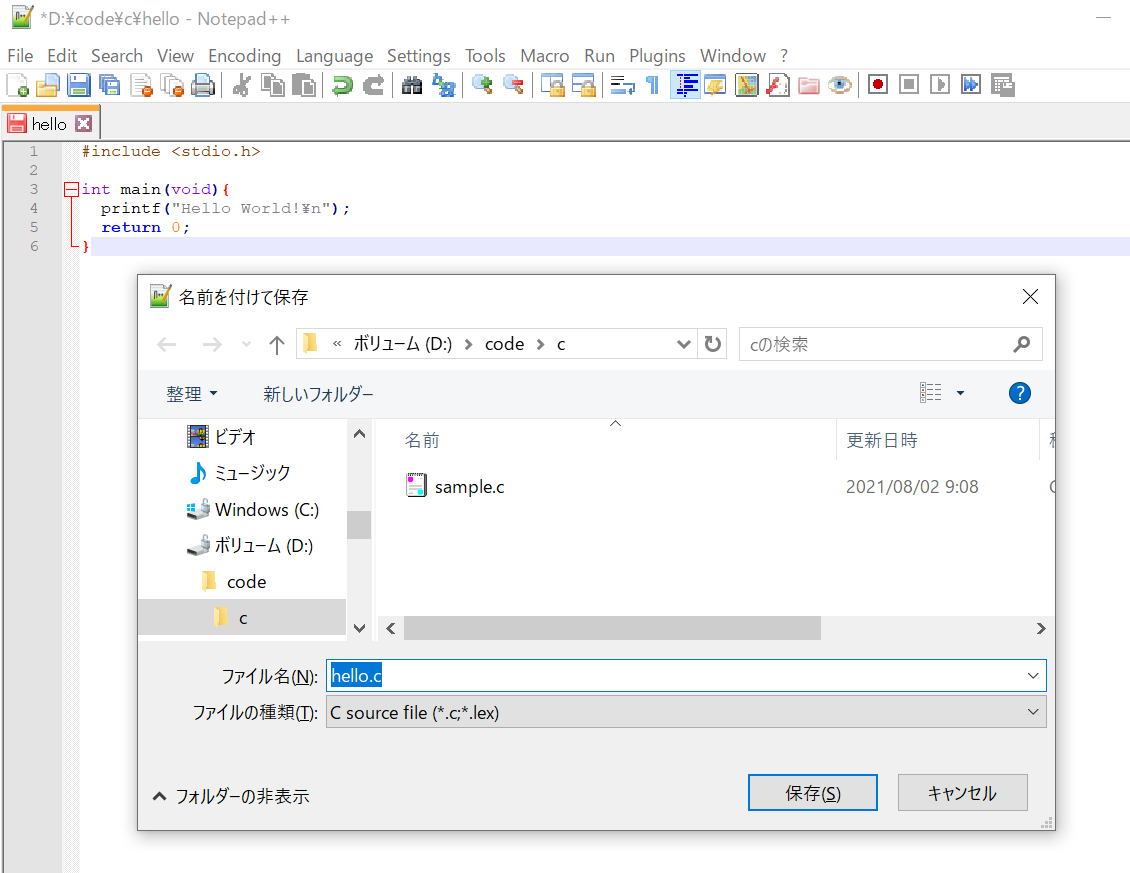 *D:¥code¥c¥hello - Notepad++
File Edit Search View Encoding Language Settings Tools Macro Run Plugins Window ?
hello
1 #include <stdio.h>
2
3 int main(void){
4 printf("Hello World!¥n");
5 return 0;
6 }
名前を付けて保存
« ボリューム (D:) > code > c
cの検索
整理 新しいフォルダー
名前 更新日時
ビデオ
ミュージック
Windows (C:)
ボリューム (D:)
code
c
sample.c 2021/08/02 9:08
ファイル名(N): hello.c
ファイルの種類(T): C source file (*.c;*.lex)
フォルダーの非表示
保存(S) キャンセル